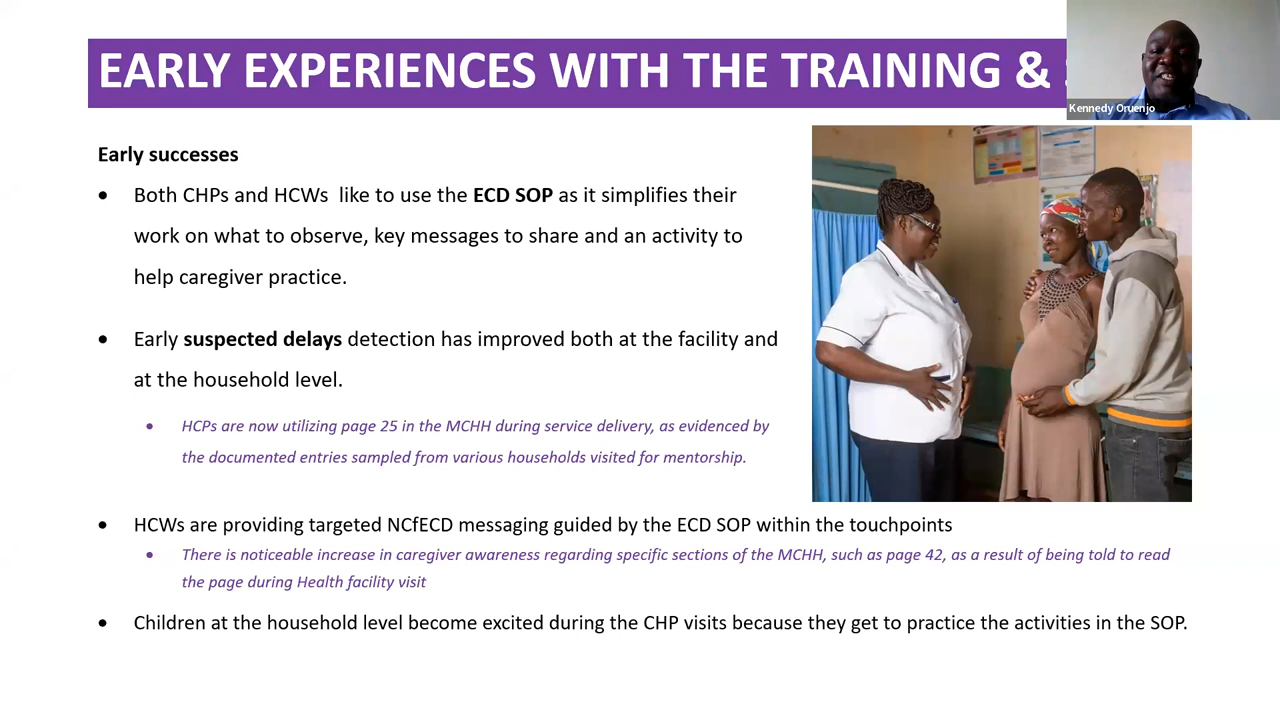 EARLY EXPERIENCES WITH THE TRAINING &
Kennedy Oruenjo
Early successes
• Both CHPs and HCWs like to use the ECD SOP as it simplifies their
work on what to observe, key messages to share and an activity to
help caregiver practice.
• Early suspected delays detection has improved both at the facility and
at the household level.
• HCPs are now utilizing page 25 in the MCHH during service delivery, as evidenced by
the documented entries sampled from various households visited for mentorship.
• HCWs are providing targeted NCfECD messaging guided by the ECD SOP within the touchpoints
• There is noticeable increase in caregiver awareness regarding specific sections of the MCHH, such as page 42, as a result of being told to read
the page during Health facility visit
• Children at the household level become excited during the CHP visits because they get to practice the activities in the SOP.